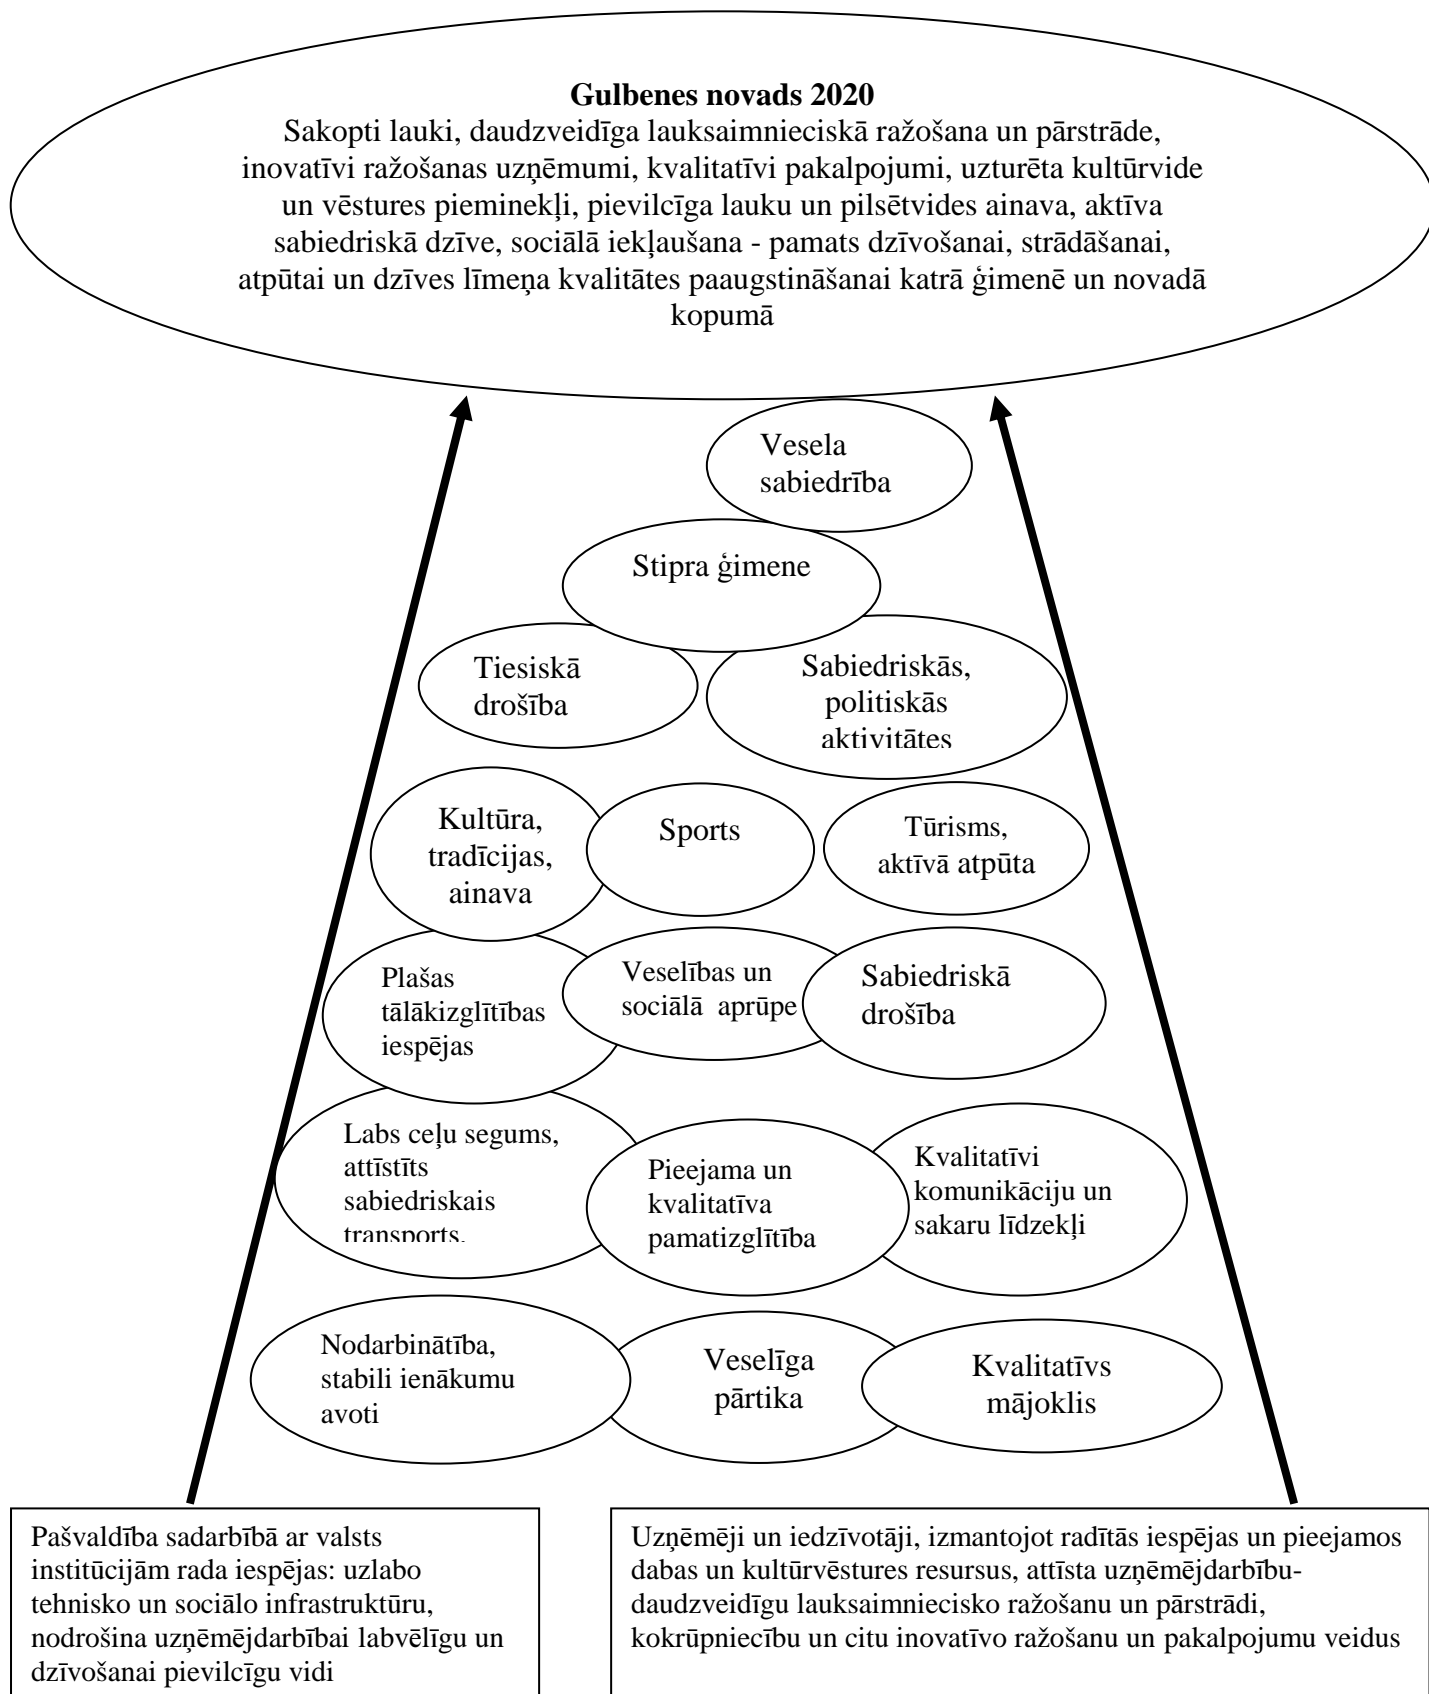 Gulbenes novads 2020
Sakopti lauki, daudzveidīga lauksaimnieciskā ražošana un pārstrāde,
inovatīvi ražošanas uzņēmumi, kvalitatīvi pakalpojumi, uzturēta kultūrvide
un vēstures pieminekļi, pievilcīga lauku un pilsētvides ainava, aktīva
sabiedriskā dzīve, sociālā iekļaušana - pamats dzīvošanai, strādāšanai,
atpūtai un dzīves līmeņa kvalitātes paaugstināšanai katrā ģimenē un novadā
kopumā
Vesela
sabiedrība
Stipra ģimene
Tiesiskā
drošība
Sabiedriskās,
politiskās
aktivitātes
Kultūra,
tradīcijas,
ainava
Sports
Tūrisms,
aktīvā atpūta
Plašas
tālākizglītības
iespējas
Veselības un
sociālā aprūpe
Sabiedriskā
drošība
Labs ceļu segums,
attīstīts
sabiedriskais
transports.
Pieejama un
kvalitatīva
pamatizglītība
Kvalitatīvi
komunikāciju un
sakaru līdzekļi
Nodarbinātība,
stabili ienākumu
avoti
Veselīga
pārtika
Kvalitatīvs
mājoklis
Pašvaldība sadarbībā ar valsts
institūcijām rada iespējas: uzlabo
tehnisko un sociālo infrastruktūru,
nodrošina uzņēmējdarbībai labvēlīgu un
dzīvošanai pievilcīgu vidi
Uzņēmēji un iedzīvotāji, izmantojot radītās iespējas un pieejamos
dabas un kultūrvēstures resursus, attīsta uzņēmējdarbību-
daudzveidīgu lauksaimniecisko ražošanu un pārstrādi,
kokrūpniecību un citu inovatīvo ražošanu un pakalpojumu veidus